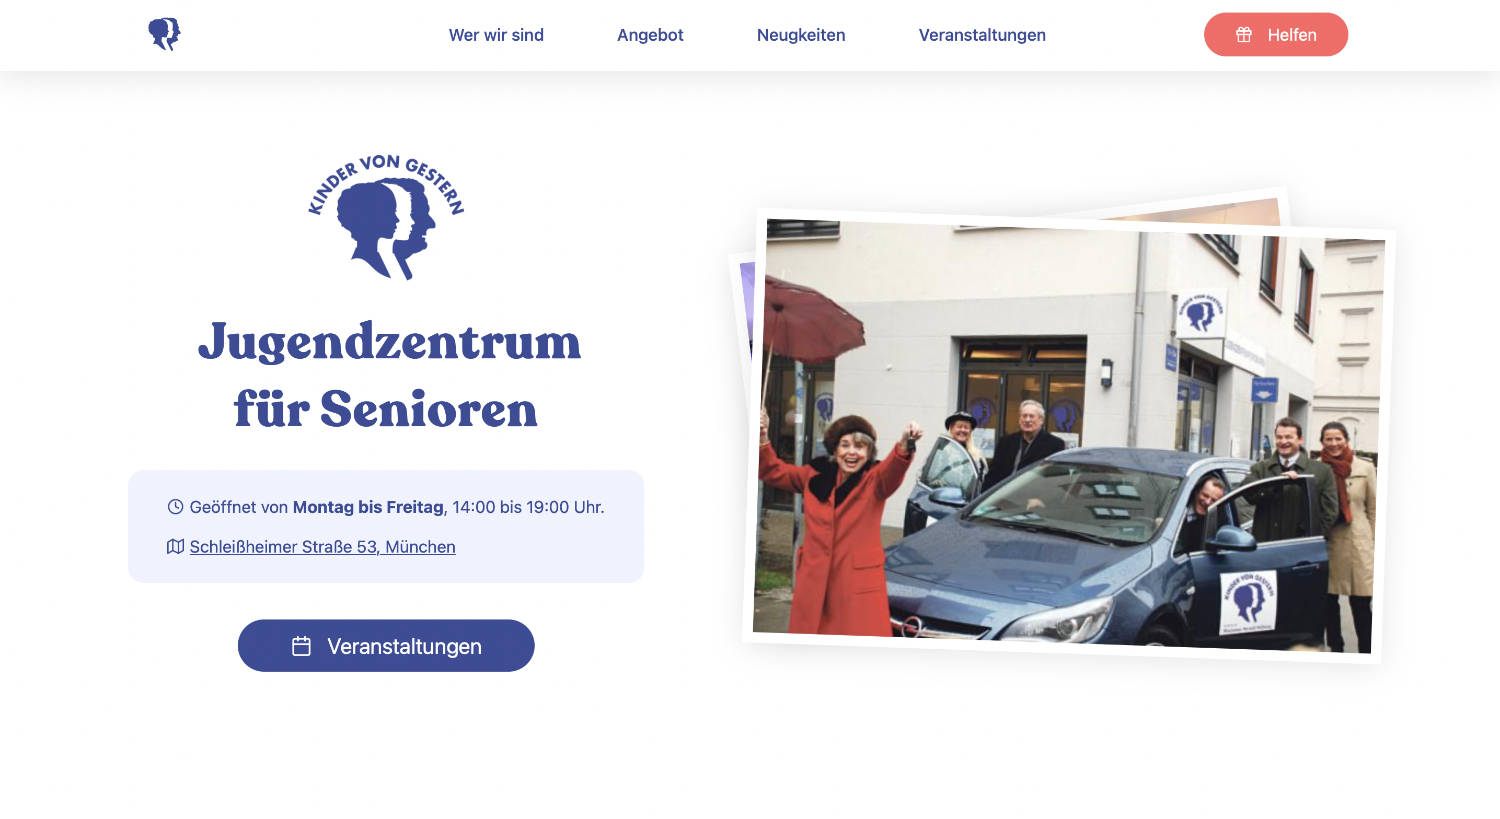 Wer wir sind
Angebot
Neugkeiten
Veranstaltungen
Helfen
KINDER VON GESTERN
Jugendzentrum
für Senioren
Geöffnet von Montag bis Freitag, 14:00 bis 19:00 Uhr.
Schleißheimer Straße 53, München
Veranstaltungen
KINDER VON GESTERN
KINDER VON GESTERN